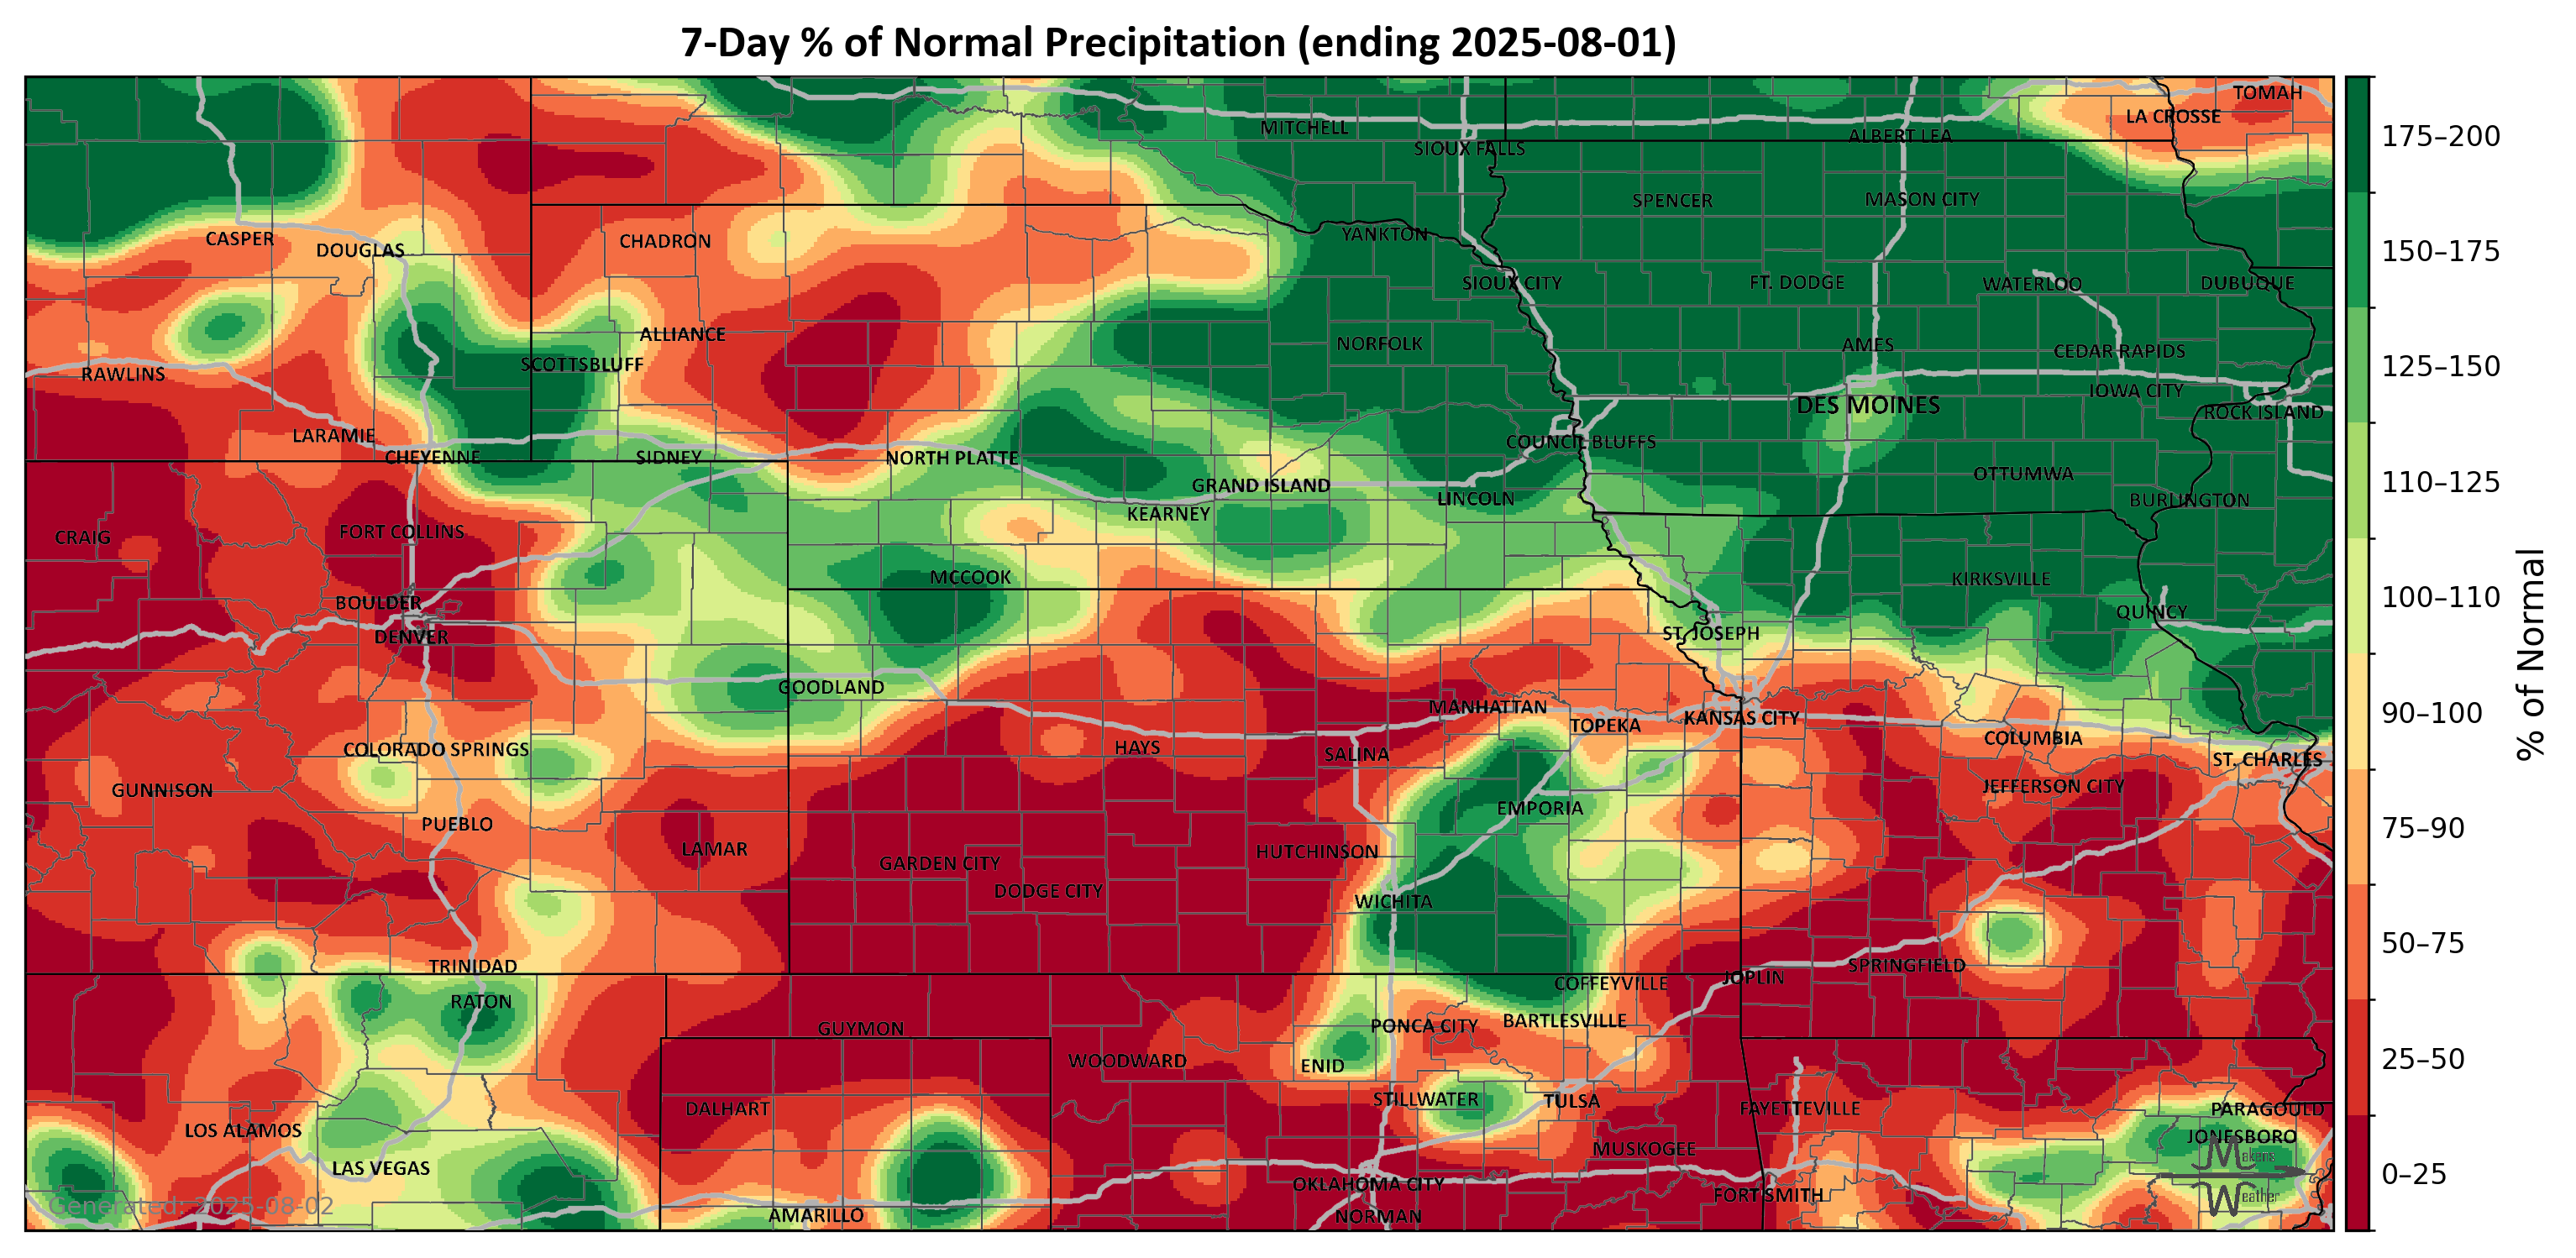 7-Day % of Normal Precipitation (ending 2025-08-01)
TOMAH
LA CROSSE
MITCHELL
ALBERT LEA
SIOUX FALLS
SPENCER
MASON CITY
CASPER
DOUGLAS
CHADRON
YANKTON
SIOUX CITY
FT. DODGE
WATERLOO
DUBUQUE
ALLIANCE
NORFOLK
AMES
CEDAR RAPIDS
SCOTTSBLUFF
RAWLINS
IOWA CITY
DES MOINES
ROCK ISLAND
LARAMIE
COUNCIL BLUFFS
CHEYENNE
SIDNEY
NORTH PLATTE
OTTUMWA
GRAND ISLAND
LINCOLN
BURLINGTON
KEARNEY
CRAIG
FORT COLLINS
MCCOOK
KIRKSVILLE
BOULDER
QUINCY
DENVER
ST. JOSEPH
GOODLAND
MANHATTAN
TOPEKA
KANSAS CITY
COLUMBIA
COLORADO SPRINGS
HAYS
SALINA
ST. CHARLES
GUNNISON
JEFFERSON CITY
EMPORIA
PUEBLO
LAMAR
HUTCHINSON
GARDEN CITY
DODGE CITY
WICHITA
TRINIDAD
SPRINGFIELD
JOPLIN
COFFEYVILLE
RATON
GUYMON
PONCA CITY
BARTLESVILLE
WOODWARD
ENID
STILLWATER
TULSA
DALHART
FAYETTEVILLE
PARAGOULD
LOS ALAMOS
JONESBORO
MUSKOGEE
LAS VEGAS
OKLAHOMA CITY
FORT SMITH
AMARILLO
NORMAN
Generated: 2025-08-02
Makens
Weather
175–200
150–175
125–150
110–125
100–110
90–100
75–90
50–75
25–50
0–25
% of Normal